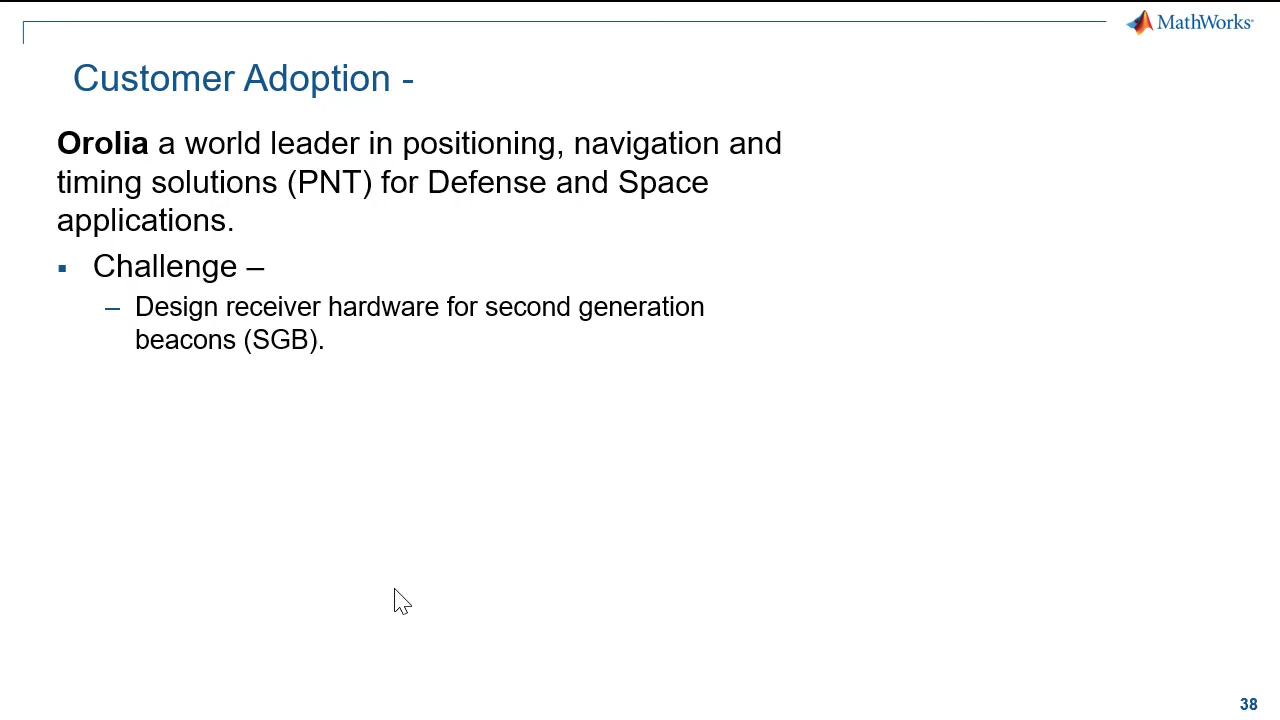 MathWorks
Customer Adoption -
Orolia a world leader in positioning, navigation and
timing solutions (PNT) for Defense and Space
applications.
▪ Challenge –
– Design receiver hardware for second generation
beacons (SGB).
38